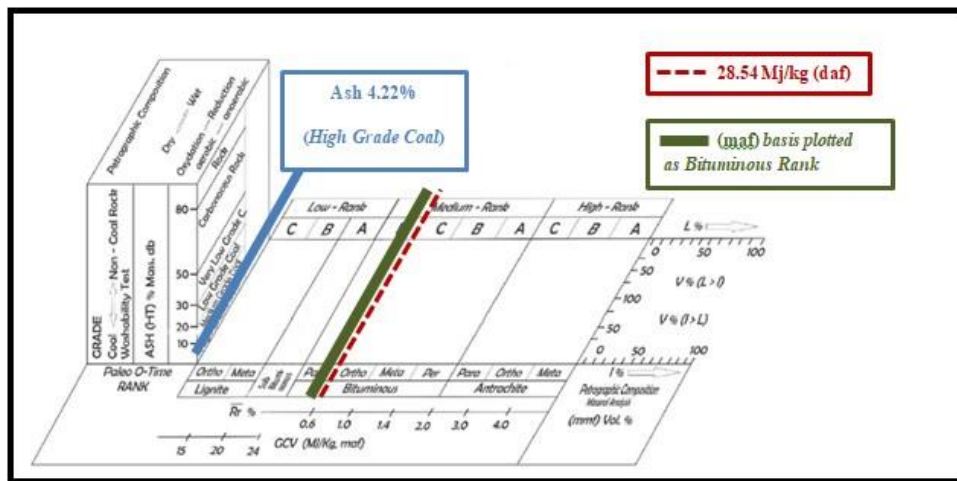 Ash 4.22%
(High Grade Coal)
28.54 Mj/kg (daf)
(maf) basis plotted
as Bituminous Rank
Petrographic Composition
Dry Wet
Oxydation Reduction
aerobic anaerobic
Rock
Carbonaceous Rock
Very Low Grade C.
Low Grade Coal
GRADE
Coal Non - Coal Rock
Washability Test
ASH (HT) % Mas. db
80
50
30
20
10
Low - Rank
Medium - Rank
High - Rank
C B A C B A C B A
L %
0 50 100
50
100
V % (L > I)
0
50
100
V % (I > L)
0 50 100
I %
Paleo O-Time
RANK
Ortho Meta
Lignite
Ortho Meta Per
Bituminous
Para Ortho Meta
Antrachite
Petrographic Composition
(mmf) Vol. %
Rr %
0.6 1.0 1.4 2.0 3.0 4.0
GCV (MJ/Kg, maf)
15 20 24